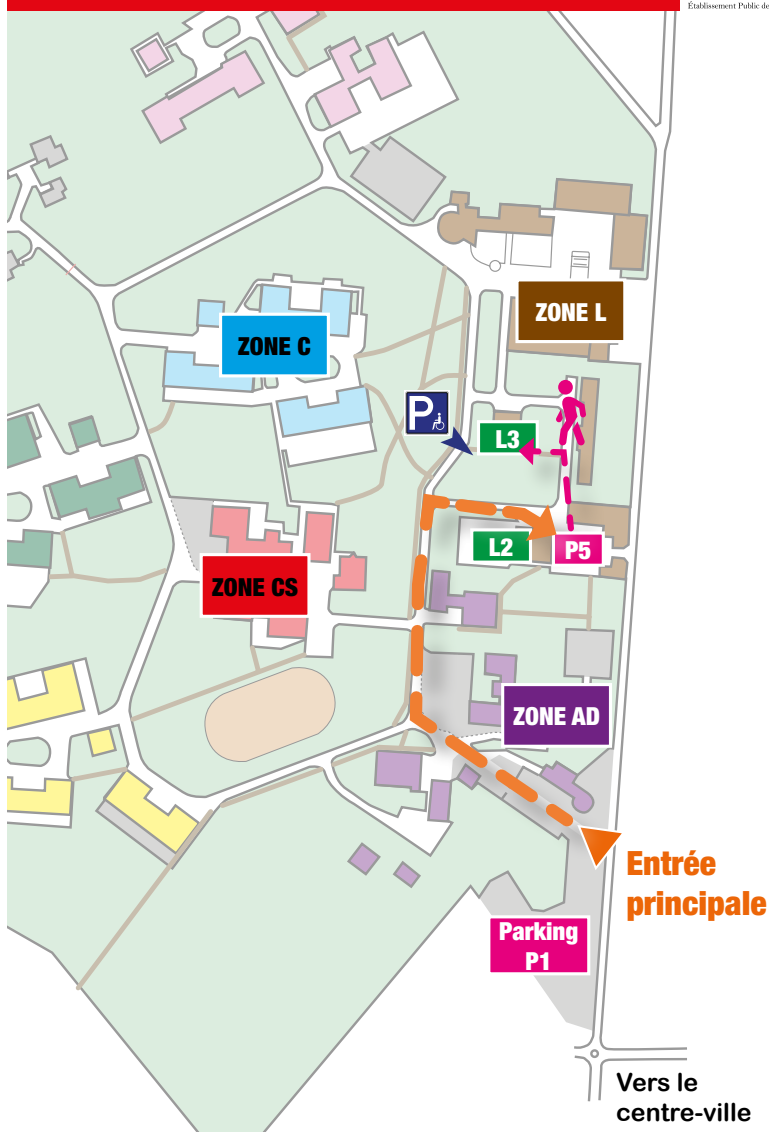 Établissement Public de
ZONE L
ZONE C
P
L3
L2
P5
ZONE CS
ZONE AD
Entrée
principale
Parking
P1
Vers le
centre-ville